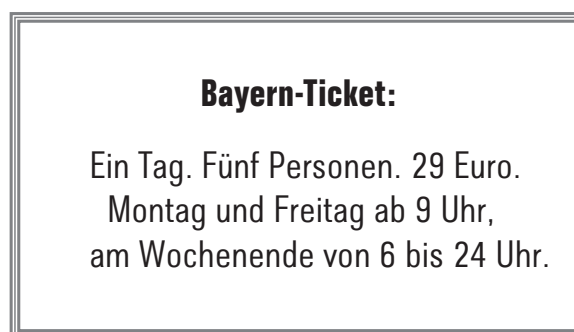 Bayern-Ticket:
Ein Tag. Fünf Personen. 29 Euro.
Montag und Freitag ab 9 Uhr,
am Wochenende von 6 bis 24 Uhr.